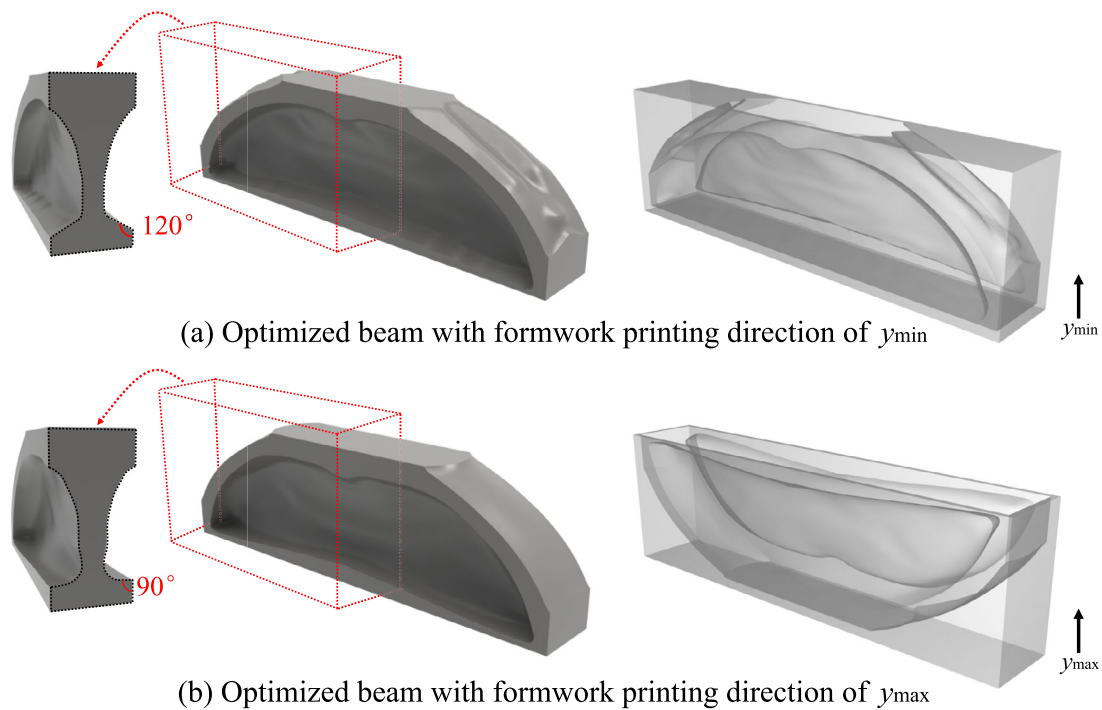 120°
ymin
(a) Optimized beam with formwork printing direction of ymin
90°
ymax
(b) Optimized beam with formwork printing direction of ymax